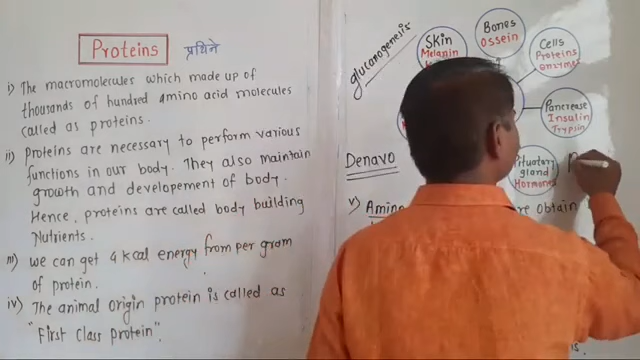 Proteins प्रथिने
i) The macromolecules which made up of
thousands of hundred amino acid molecules
called as proteins.
ii) Proteins are necessary to perform various
functions in our body. They also maintain
growth and developement of body.
Hence, proteins are called body building
Nutrients.
iii) we can get 4 kcal energy from per gram
of protein.
iv) The animal origin protein is called as
"First Class protein".
gluconogenesis
Skin
Melanin
Bones
Ossein
Cells
Proteins
Enzymes
Pancreas
Insulin
Trypsin
Pituatary
gland
Hormones
Denavo
v) Amino
are obtain